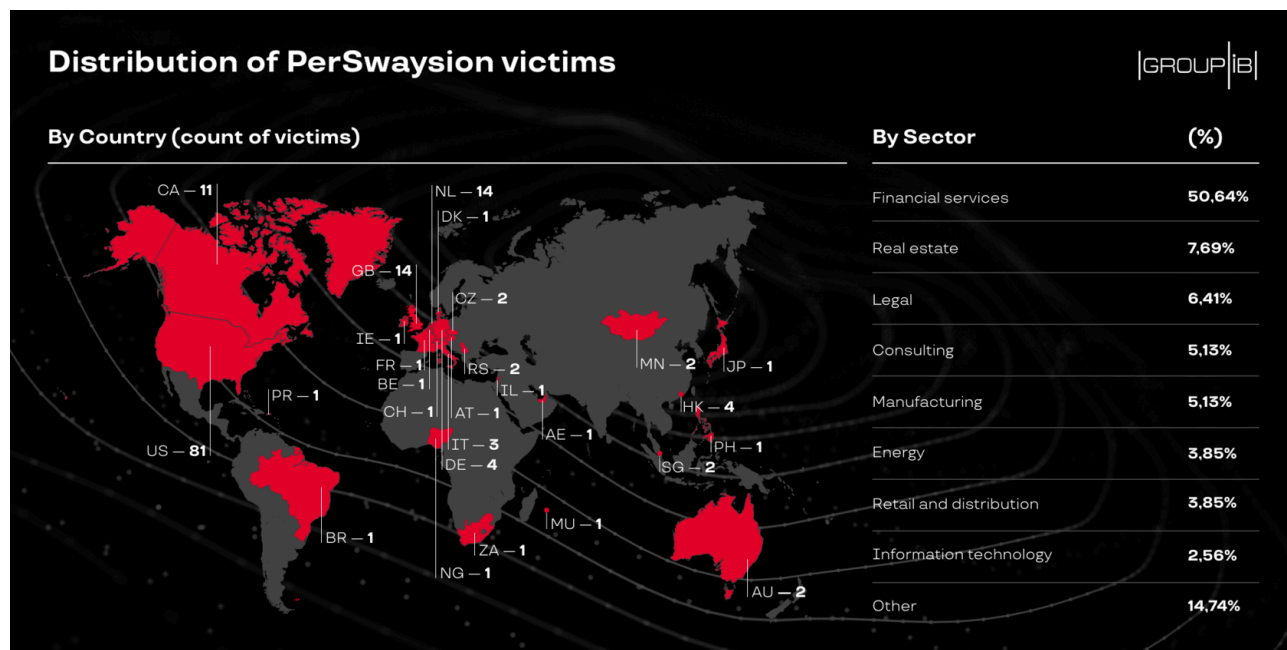 Distribution of PerSwaysion victims
|GROUP|iB|
By Country (count of victims)
CA — 11
NL — 14
DK — 1
GB — 14
CZ — 2
IE — 1
FR — 1
RS — 2
MN — 2
JP — 1
BE — 1
IL — 1
PR — 1
CH — 1
AT — 1
HK — 4
AE — 1
IT — 3
PH — 1
US — 81
DE — 4
SG — 2
MU — 1
BR — 1
ZA — 1
NG — 1
AU — 2
By Sector (%)
Financial services 50,64%
Real estate 7,69%
Legal 6,41%
Consulting 5,13%
Manufacturing 5,13%
Energy 3,85%
Retail and distribution 3,85%
Information technology 2,56%
Other 14,74%